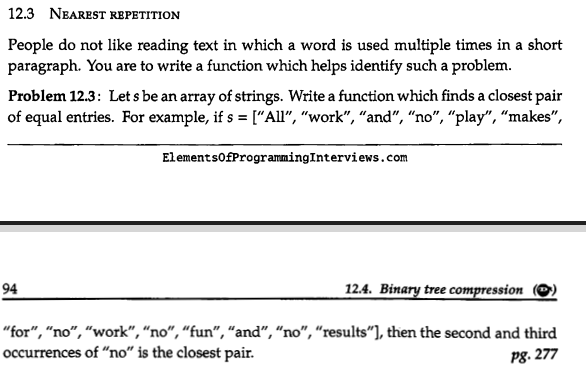 12.3 NEAREST REPETITION
People do not like reading text in which a word is used multiple times in a short
paragraph. You are to write a function which helps identify such a problem.
Problem 12.3: Let s be an array of strings. Write a function which finds a closest pair
of equal entries. For example, if s = ["All", "work", "and", "no", "play", "makes",
ElementsOfProgrammingInterviews.com
94 12.4. Binary tree compression ()
"for", "no", "work", "no", "fun", "and", "no", "results"], then the second and third
occurrences of "no" is the closest pair. pg. 277